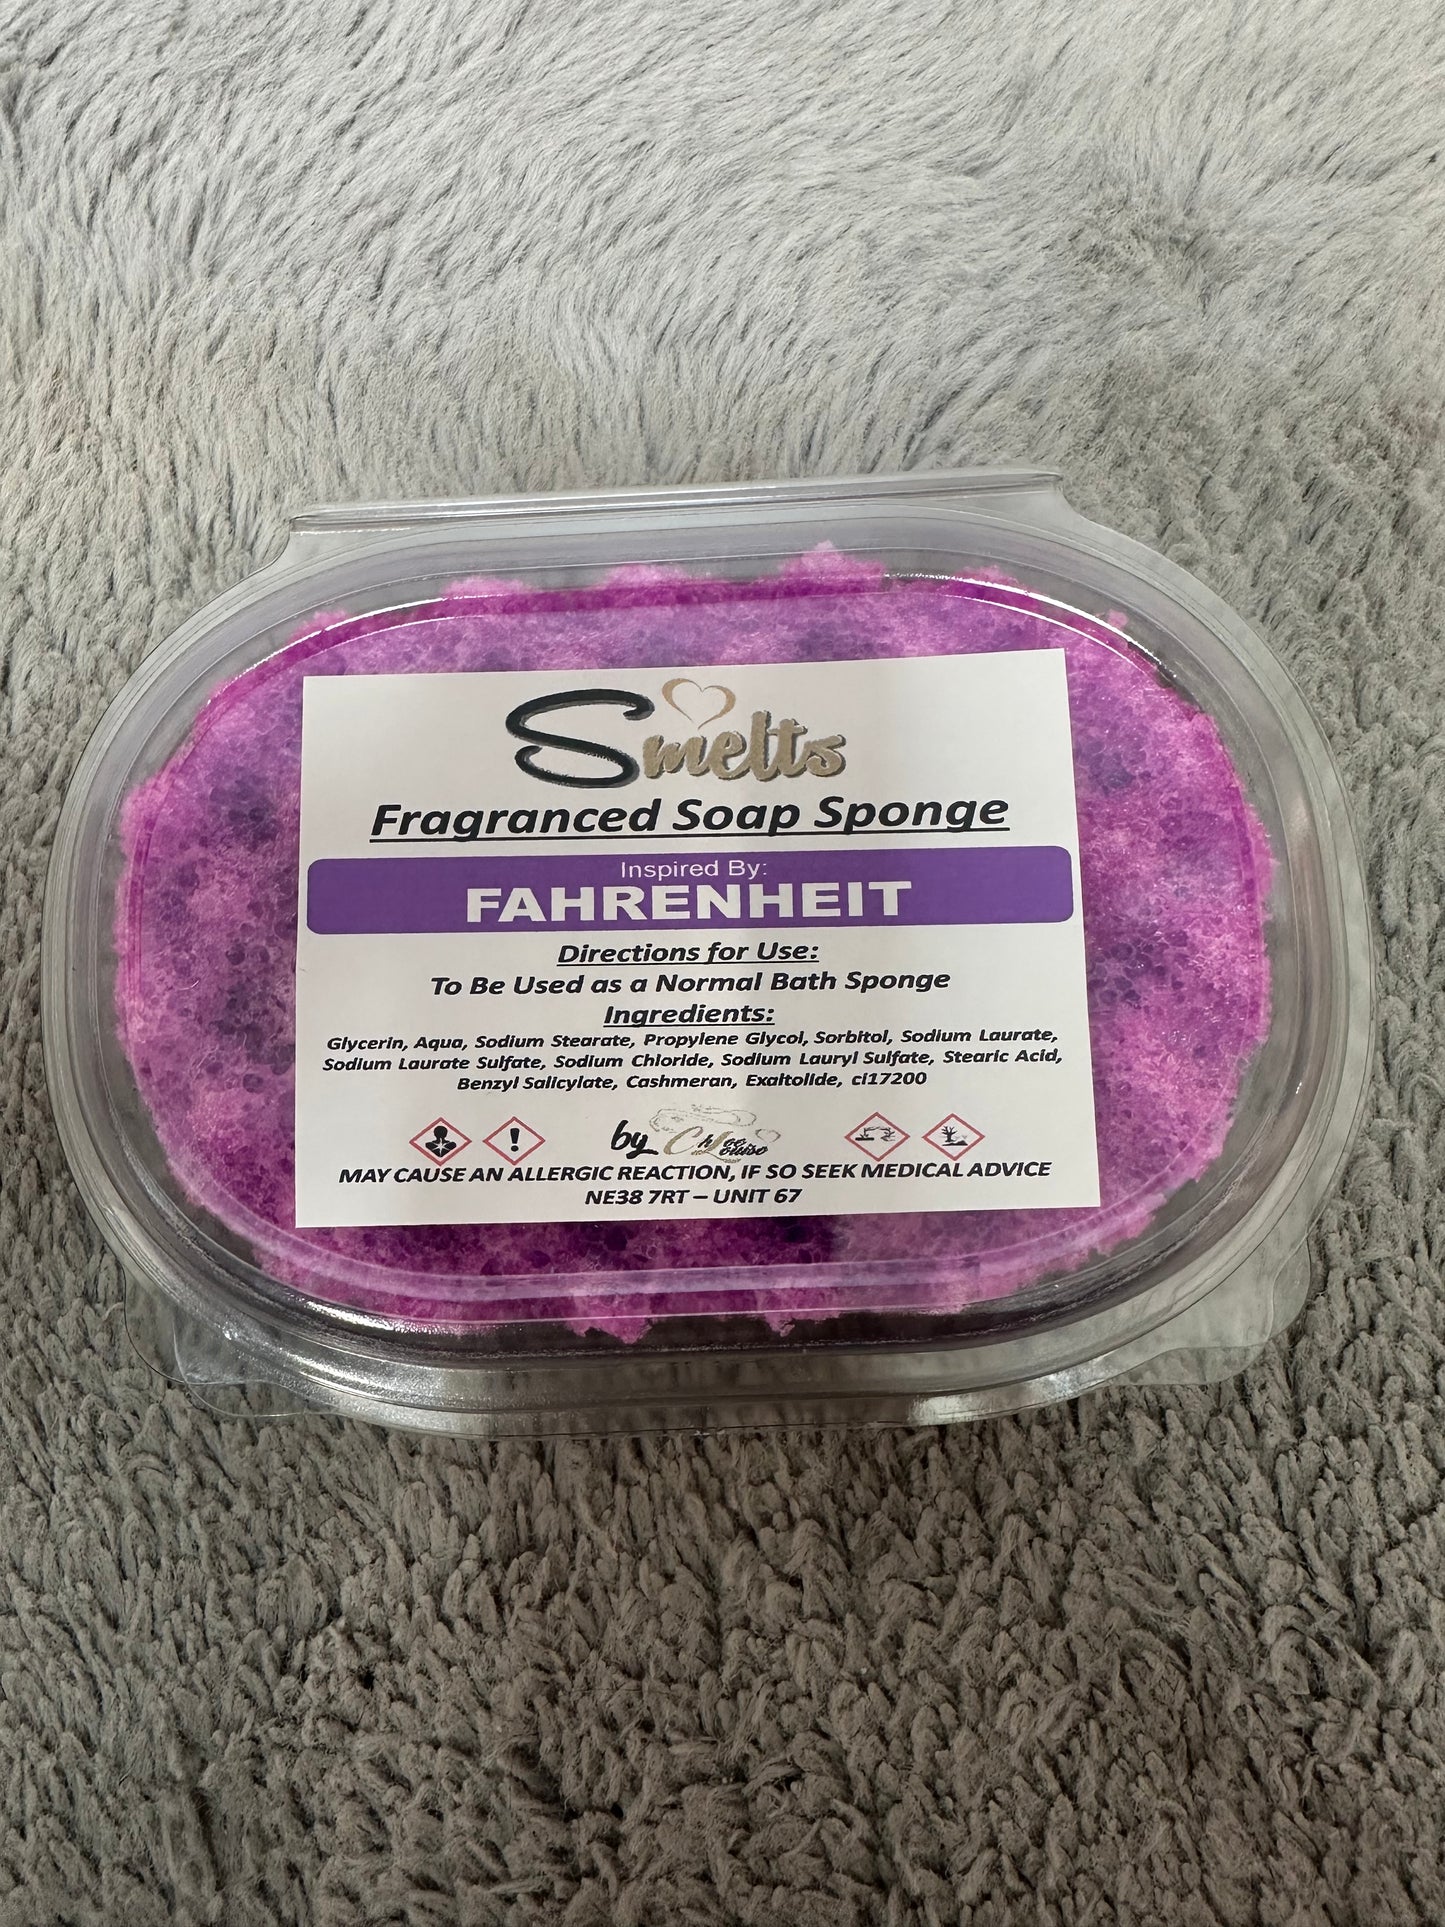 Smelts
Fragranced Soap Sponge
Inspired By:
FAHRENHEIT
Directions for Use:
To Be Used as a Normal Bath Sponge
Ingredients:
Glycerin, Aqua, Sodium Stearate, Propylene Glycol, Sorbitol, Sodium Laurate,
Sodium Laurate Sulfate, Sodium Chloride, Sodium Lauryl Sulfate, Stearic Acid,
Benzyl Salicylate, Cashmeran, Exaltolide, ci17200
by Chloe Louise
MAY CAUSE AN ALLERGIC REACTION, IF SO SEEK MEDICAL ADVICE
NE38 7RT – UNIT 67